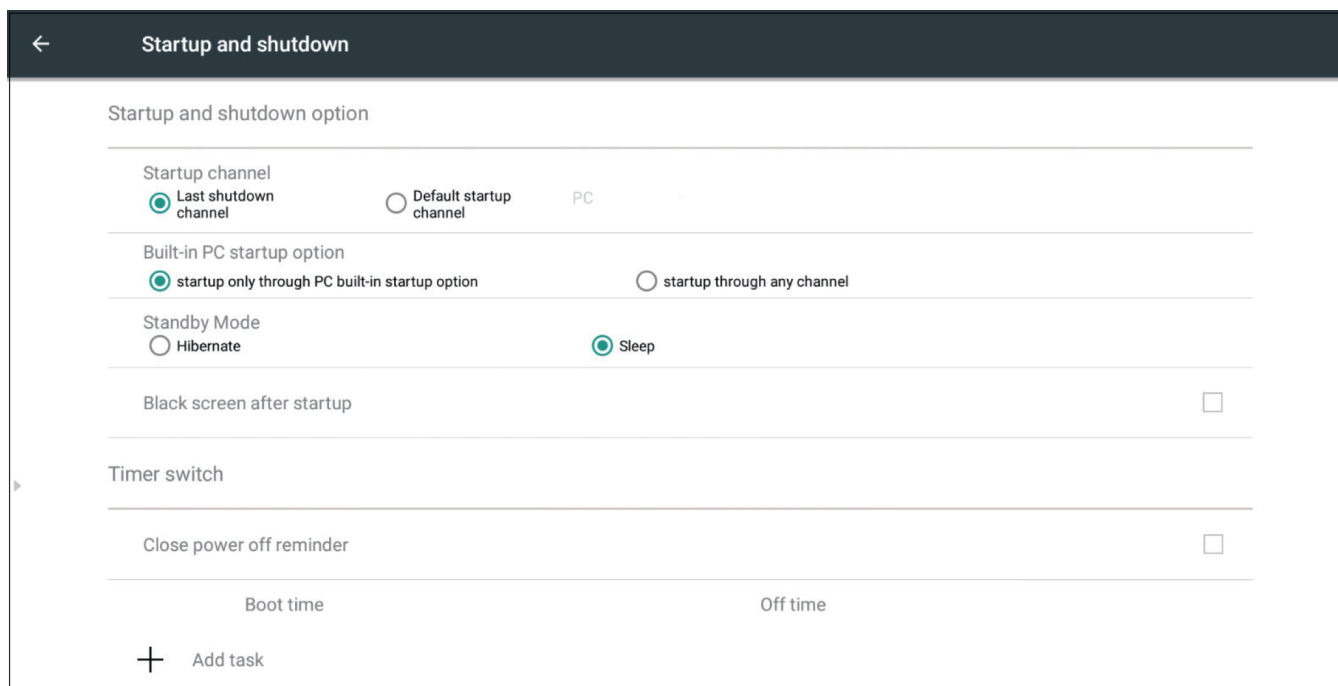 Startup and shutdown
Startup and shutdown option
Startup channel
Last shutdown
channel
Default startup
channel
PC
Built-in PC startup option
startup only through PC built-in startup option
startup through any channel
Standby Mode
Hibernate
Sleep
Black screen after startup
Timer switch
Close power off reminder
Boot time
Off time
Add task